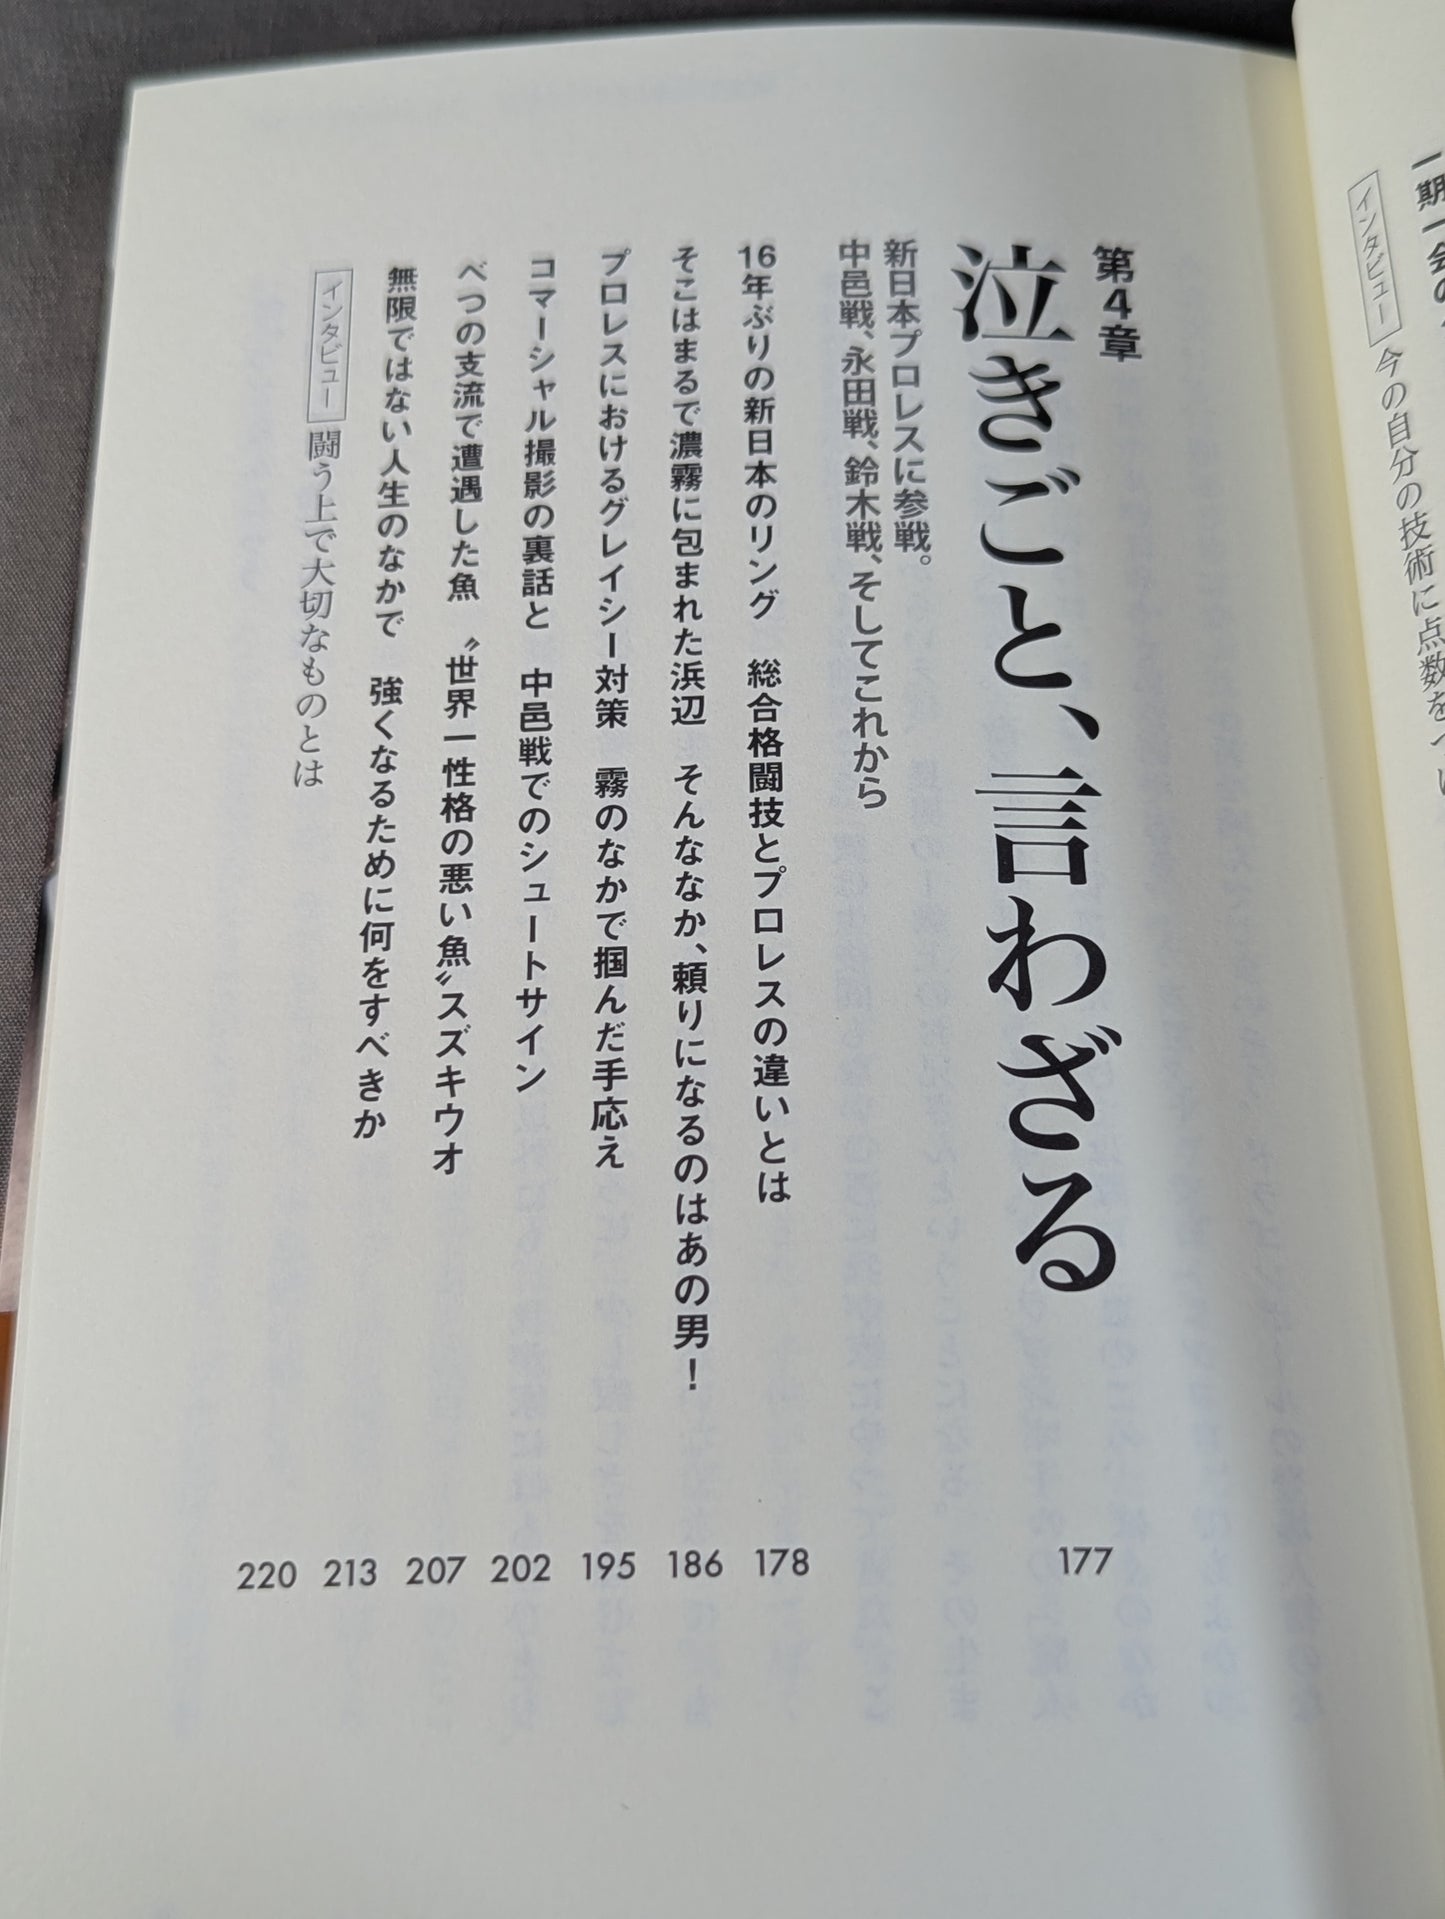 一期一会の
インタビュー 今の自分の技術に点数を
第4章
泣きごと、言わざる 177
新日本プロレスに参戦。
中邑戦、永田戦、鈴木戦、そしてこれから
16年ぶりの新日本のリング 総合格闘技とプロレスの違いとは 178
そこはまるで濃霧に包まれた浜辺 そんななか、頼りになるのはあの男! 186
プロレスにおけるグレイシー対策 霧のなかで掴んだ手応え 195
コマーシャル撮影の裏話と 中邑戦でのシュートサイン 202
べつの支流で遭遇した魚 〝世界一性格の悪い魚〟スズキウオ 207
無限ではない人生のなかで 強くなるために何をすべきか 213
インタビュー 闘う上で大切なものとは 220